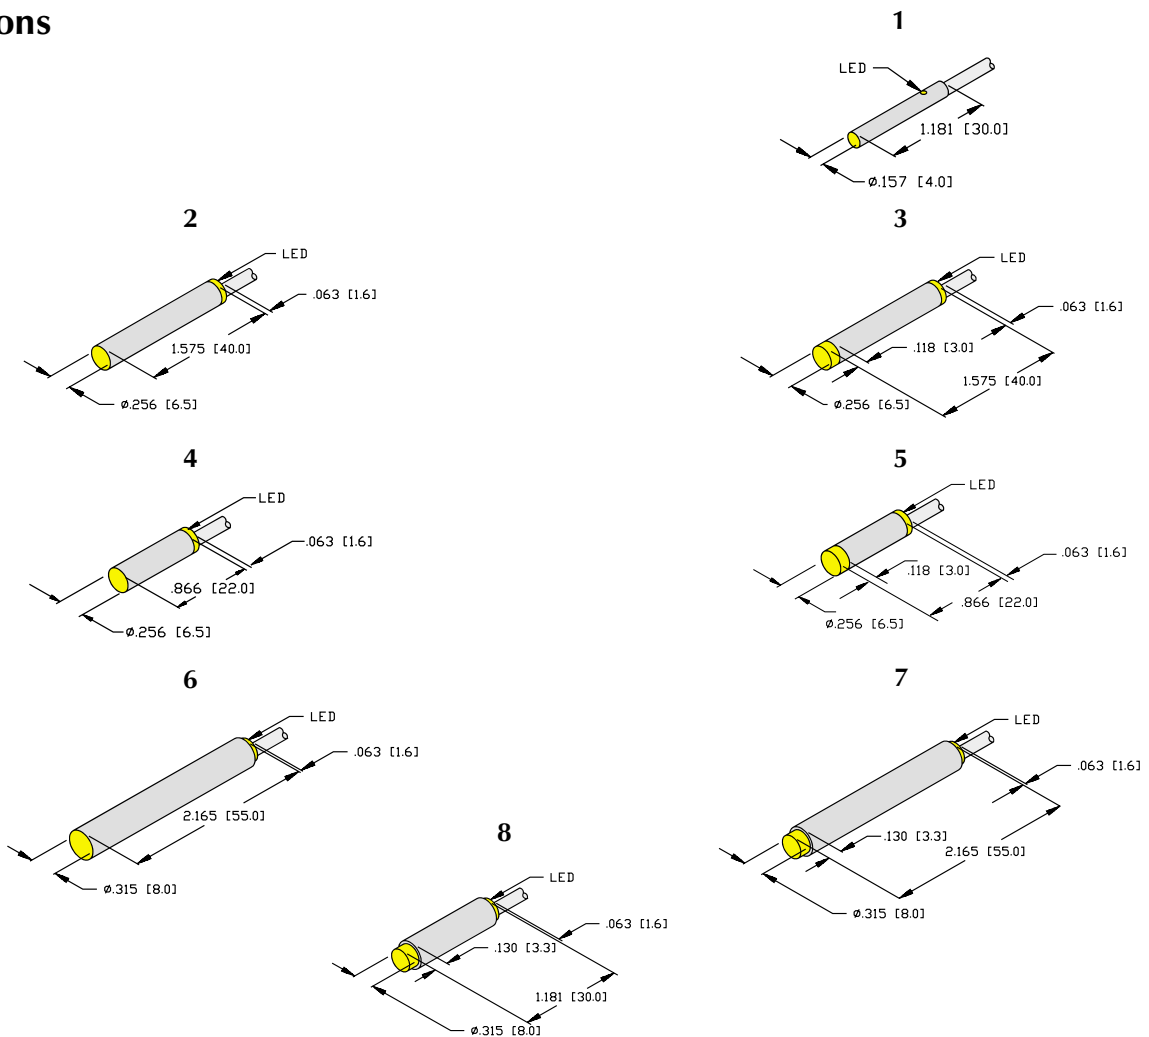 ons
1
LED
1.181 [30.0]
ø.157 [4.0]
2
LED
.063 [1.6]
1.575 [40.0]
ø.256 [6.5]
3
LED
.063 [1.6]
.118 [3.0]
1.575 [40.0]
ø.256 [6.5]
4
LED
.063 [1.6]
.866 [22.0]
ø.256 [6.5]
5
LED
.063 [1.6]
.118 [3.0]
.866 [22.0]
ø.256 [6.5]
6
LED
.063 [1.6]
2.165 [55.0]
ø.315 [8.0]
7
LED
.063 [1.6]
.130 [3.3]
2.165 [55.0]
ø.315 [8.0]
8
LED
.063 [1.6]
.130 [3.3]
1.181 [30.0]
ø.315 [8.0]